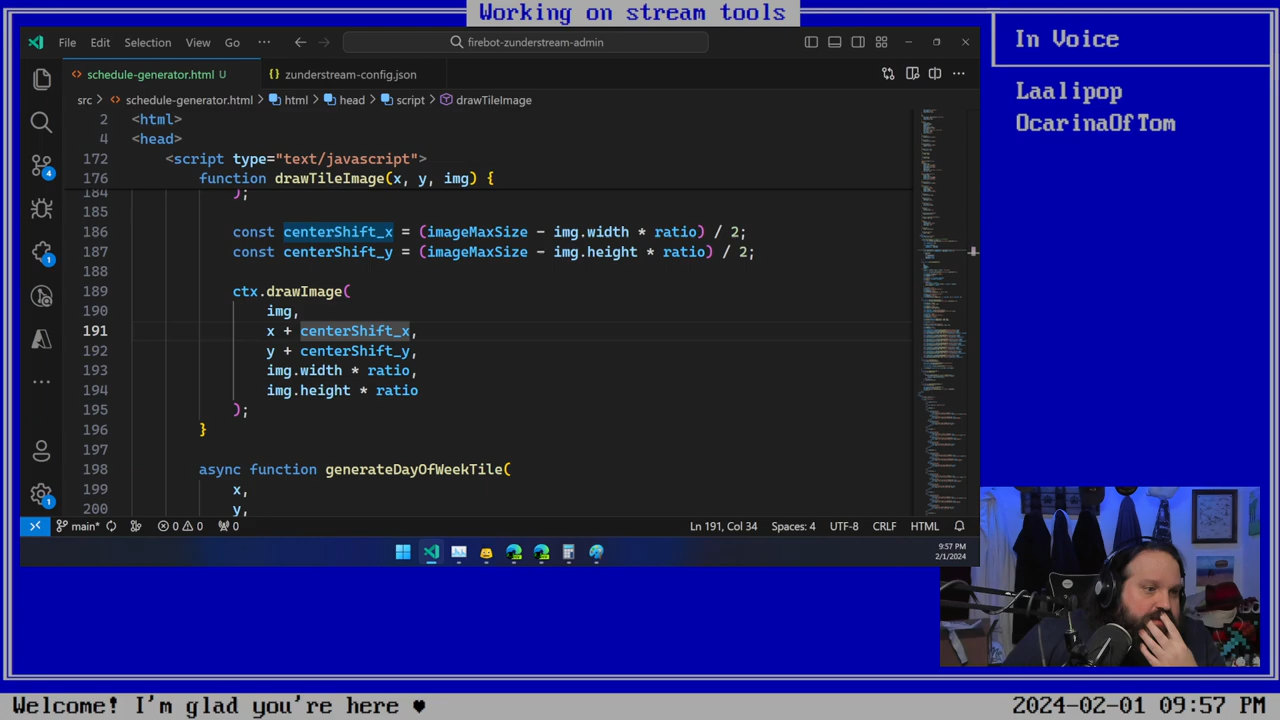 Working on stream tools
File Edit Selection View Go ··· firebot-zunderstream-admin
schedule-generator.html U {} zunderstream-config.json
src > schedule-generator.html > html > head > script > drawTileImage
2 <html>
4 <head>
172 <script type="text/javascript">
176 function drawTileImage(x, y, img)
184 );
185
186 const centerShift_x = (imageMaxSize - img.width * ratio) / 2;
187 const centerShift_y = (imageMaxSize - img.height * ratio) / 2;
188
189 ctx.drawImage(
190 img,
191 x + centerShift_x,
192 y + centerShift_y,
193 img.width * ratio,
194 img.height * ratio
195 );
196 }
197
198 async function generateDayOfWeekTile(
199 x,
200
4
1
1
main* 0 0 Ln 191, Col 34 Spaces: 4 UTF-8 CRLF HTML
9:57 PM
2/1/2024
In Voice
Laalipop
OcarinaOfTom
Welcome! I'm glad you're here ♥ 2024-02-01 09:57 PM